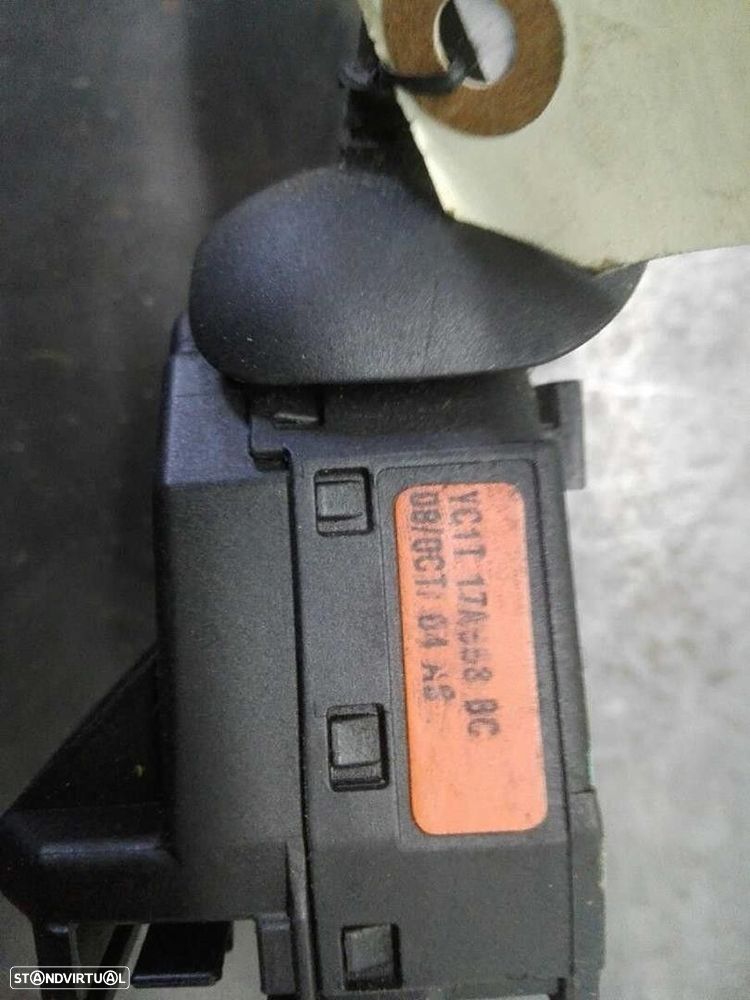 YC1T 17A553 BC
08/OCT/ 04 AS
STANDVIRTUAL